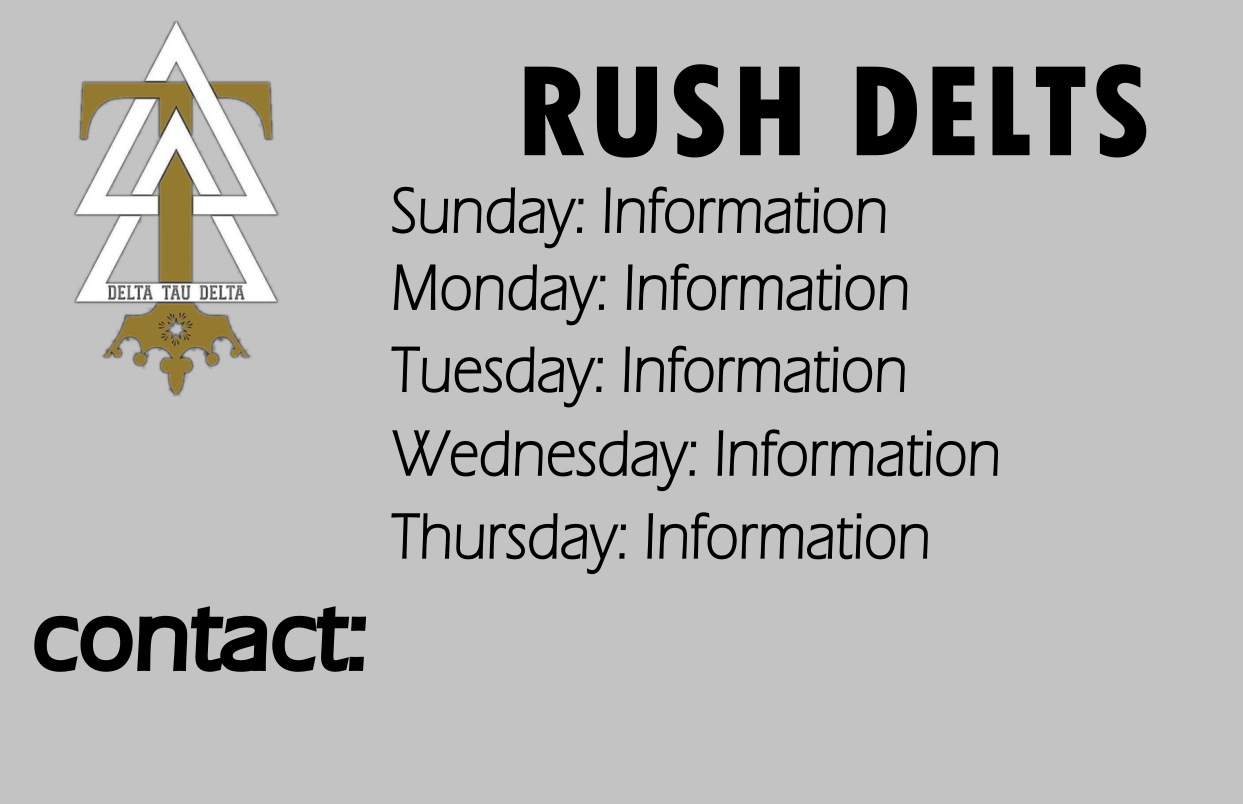 RUSH DELTS
Sunday: Information
Monday: Information
Tuesday: Information
Wednesday: Information
Thursday: Information
DELTA TAU DELTA
contact: